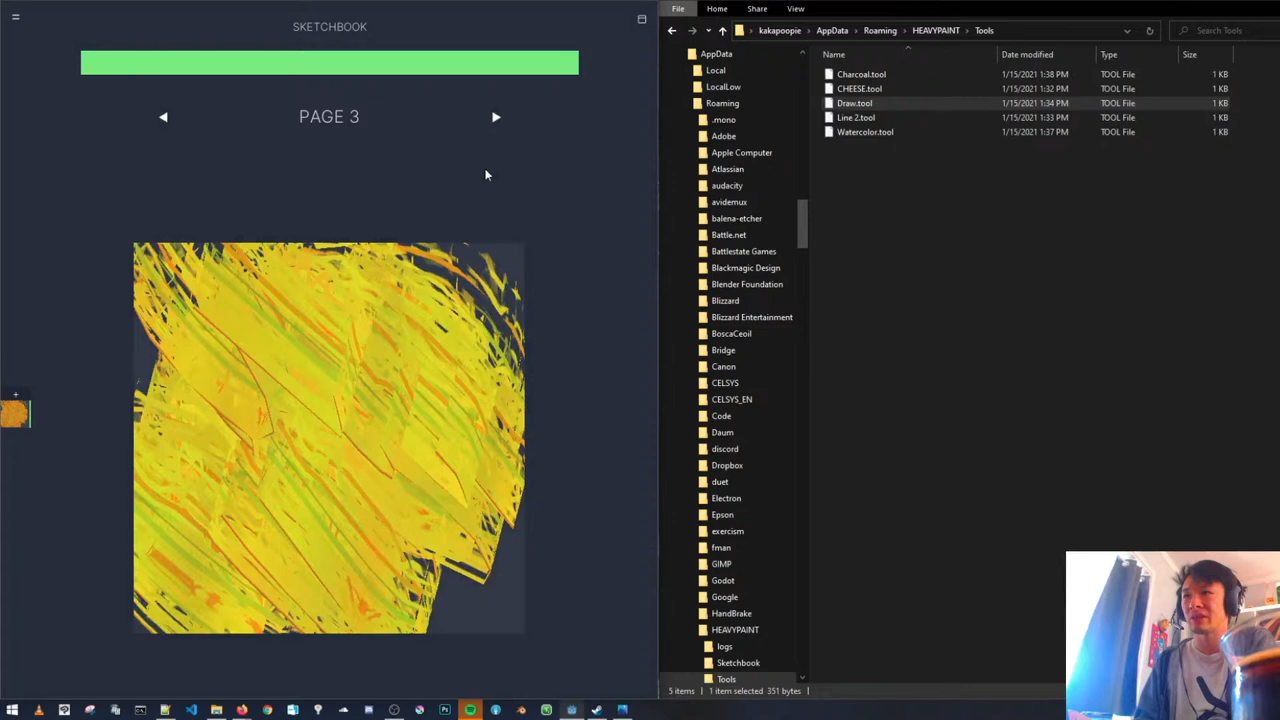 SKETCHBOOK
PAGE 3
File Home Share View
kakapoopie AppData Roaming HEAVYPAINT Tools
Search Tools
Name Date modified Type Size
Charcoal.tool 1/15/2021 1:38 PM TOOL File 1 KB
CHEESE.tool 1/15/2021 1:32 PM TOOL File 1 KB
Draw.tool 1/15/2021 1:34 PM TOOL File 1 KB
Line 2.tool 1/15/2021 1:33 PM TOOL File 1 KB
Watercolor.tool 1/15/2021 1:37 PM TOOL File 1 KB
AppData
Local
LocalLow
Roaming
.mono
Adobe
Apple Computer
Atlassian
audacity
avidemux
balena-etcher
Battle.net
Battlestate Games
Blackmagic Design
Blender Foundation
Blizzard
Blizzard Entertainment
BoscaCeoil
Bridge
Canon
CELSYS
CELSYS_EN
Code
Daum
discord
Dropbox
duet
Electron
Epson
exercism
fman
GIMP
Godot
Google
HandBrake
HEAVYPAINT
logs
Sketchbook
Tools
5 items 1 item selected 351 bytes